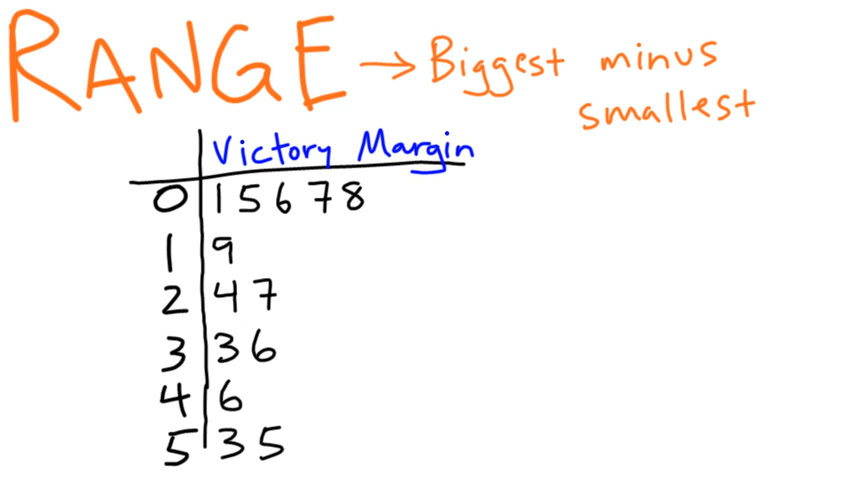 RANGE → Biggest minus
smallest
Victory Margin
0 | 1 5 6 7 8
1 | 9
2 | 4 7
3 | 3 6
4 | 6
5 | 3 5